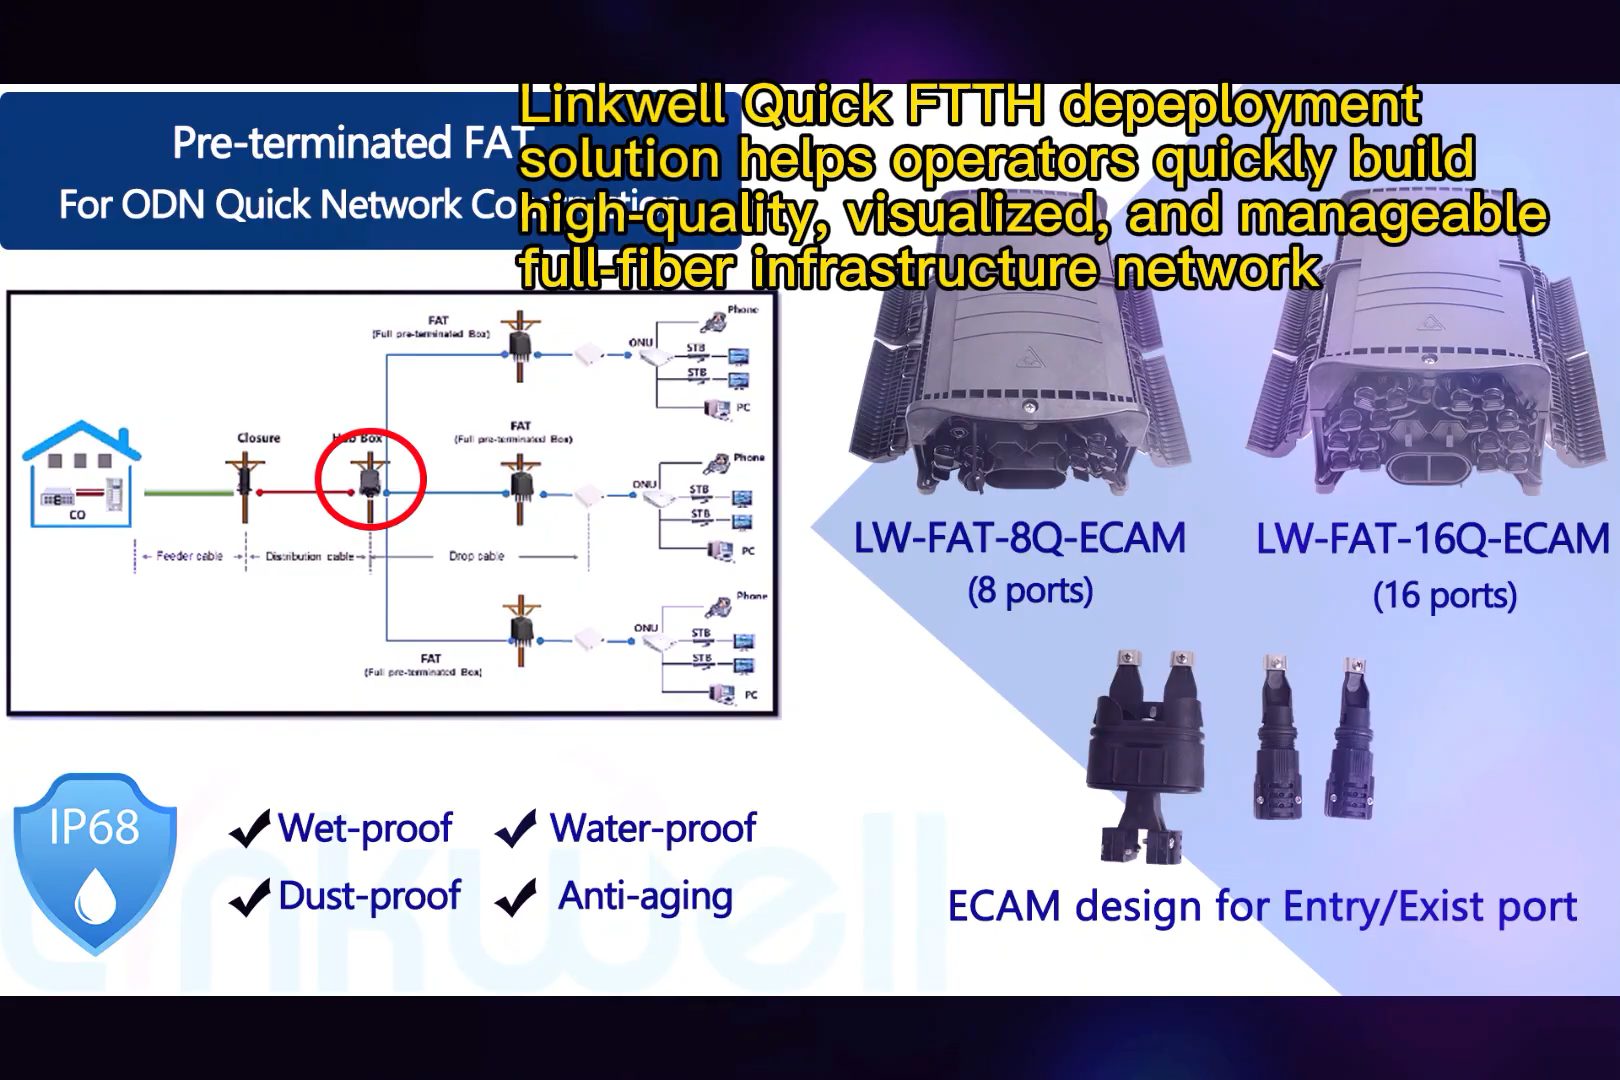 Linkwell Quick FTTH depeployment
solution helps operators quickly build
high-quality, visualized, and manageable
full-fiber infrastructure network
Pre-terminated FAT
For ODN Quick Network
FAT
(Full pre-terminated Box)
Phone
ONU
STB
STB
PC
Closure
Hub Box
FAT
(Full pre-terminated Box)
Phone
ONU
STB
STB
PC
CO
Feeder cable
Distribution cable
Drop cable
Phone
ONU
STB
STB
PC
FAT
(Full pre-terminated Box)
LW-FAT-8Q-ECAM
(8 ports)
LW-FAT-16Q-ECAM
(16 ports)
IP68
Wet-proof
Water-proof
Dust-proof
Anti-aging
ECAM design for Entry/Exist port
Linkwell